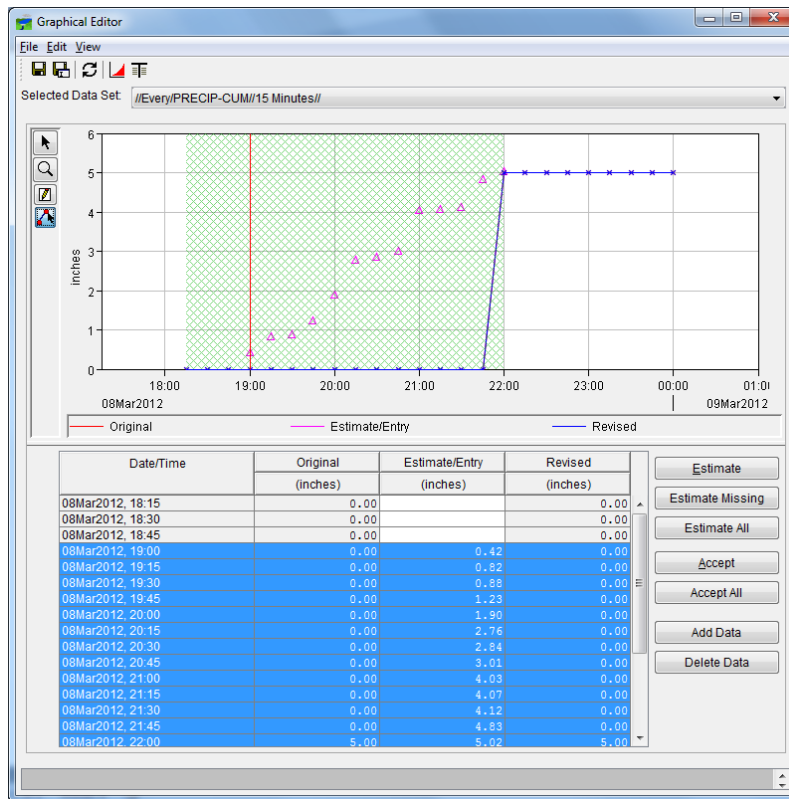 Graphical Editor
File Edit View
Selected Data Set: //Every/PRECIP-CUM//15 Minutes//
6
5
4
3
2
1
0
inches
18:00 19:00 20:00 21:00 22:00 23:00 00:00 01:0
08Mar2012 09Mar2012
Original Estimate/Entry Revised
Date/Time Original Estimate/Entry Revised
(inches) (inches) (inches)
08Mar2012, 18:15 0.00 0.00
08Mar2012, 18:30 0.00 0.00
08Mar2012, 18:45 0.00 0.00
08Mar2012, 19:00 0.00 0.42 0.00
08Mar2012, 19:15 0.00 0.82 0.00
08Mar2012, 19:30 0.00 0.88 0.00
08Mar2012, 19:45 0.00 1.23 0.00
08Mar2012, 20:00 0.00 1.90 0.00
08Mar2012, 20:15 0.00 2.76 0.00
08Mar2012, 20:30 0.00 2.84 0.00
08Mar2012, 20:45 0.00 3.01 0.00
08Mar2012, 21:00 0.00 4.03 0.00
08Mar2012, 21:15 0.00 4.07 0.00
08Mar2012, 21:30 0.00 4.12 0.00
08Mar2012, 21:45 0.00 4.83 0.00
08Mar2012, 22:00 5.00 5.02 5.00
Estimate
Estimate Missing
Estimate All
Accept
Accept All
Add Data
Delete Data